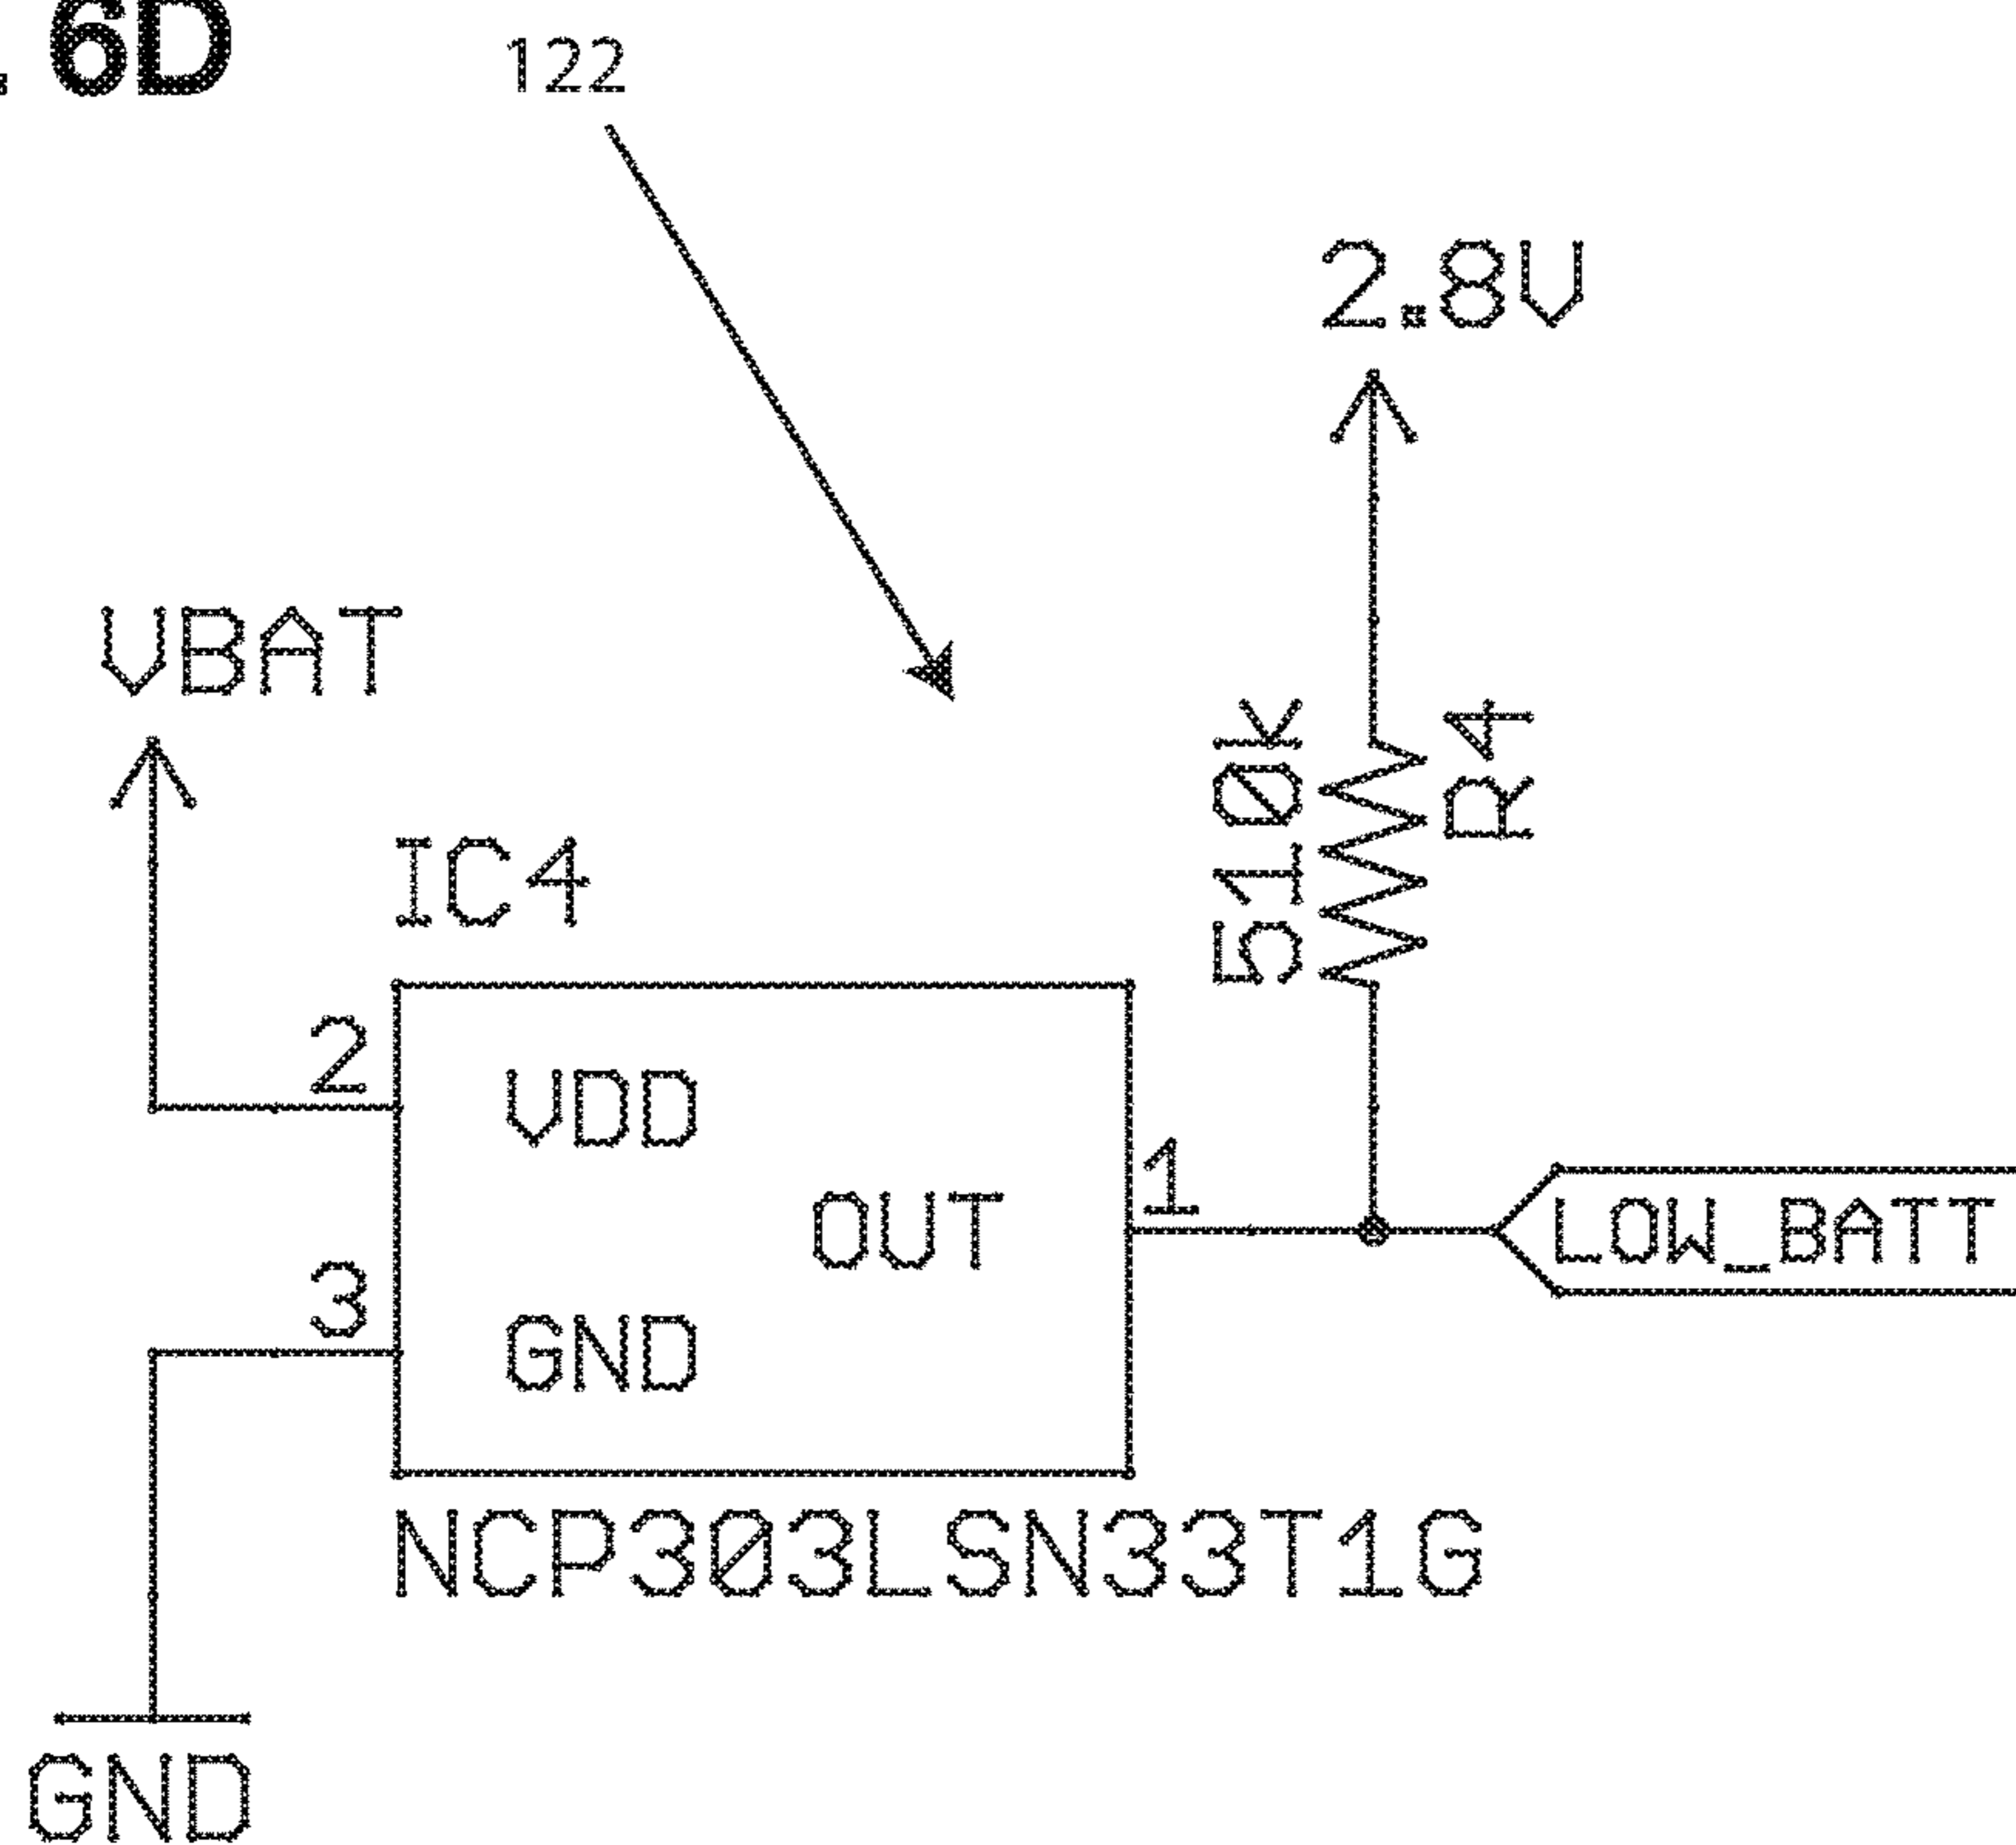 6D
122
2.8V
VBAT
510k
R4
IC4
2
VDD
1
OUT
LOW_BATT
3
GND
NCP303LSN33T1G
GND